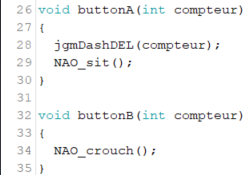 26 void buttonA(int compteur)
27 {
28   jgmDashDEL(compteur);
29   NAO_sit();
30 }
31
32 void buttonB(int compteur)
33 {
34   NAO_crouch();
35 }